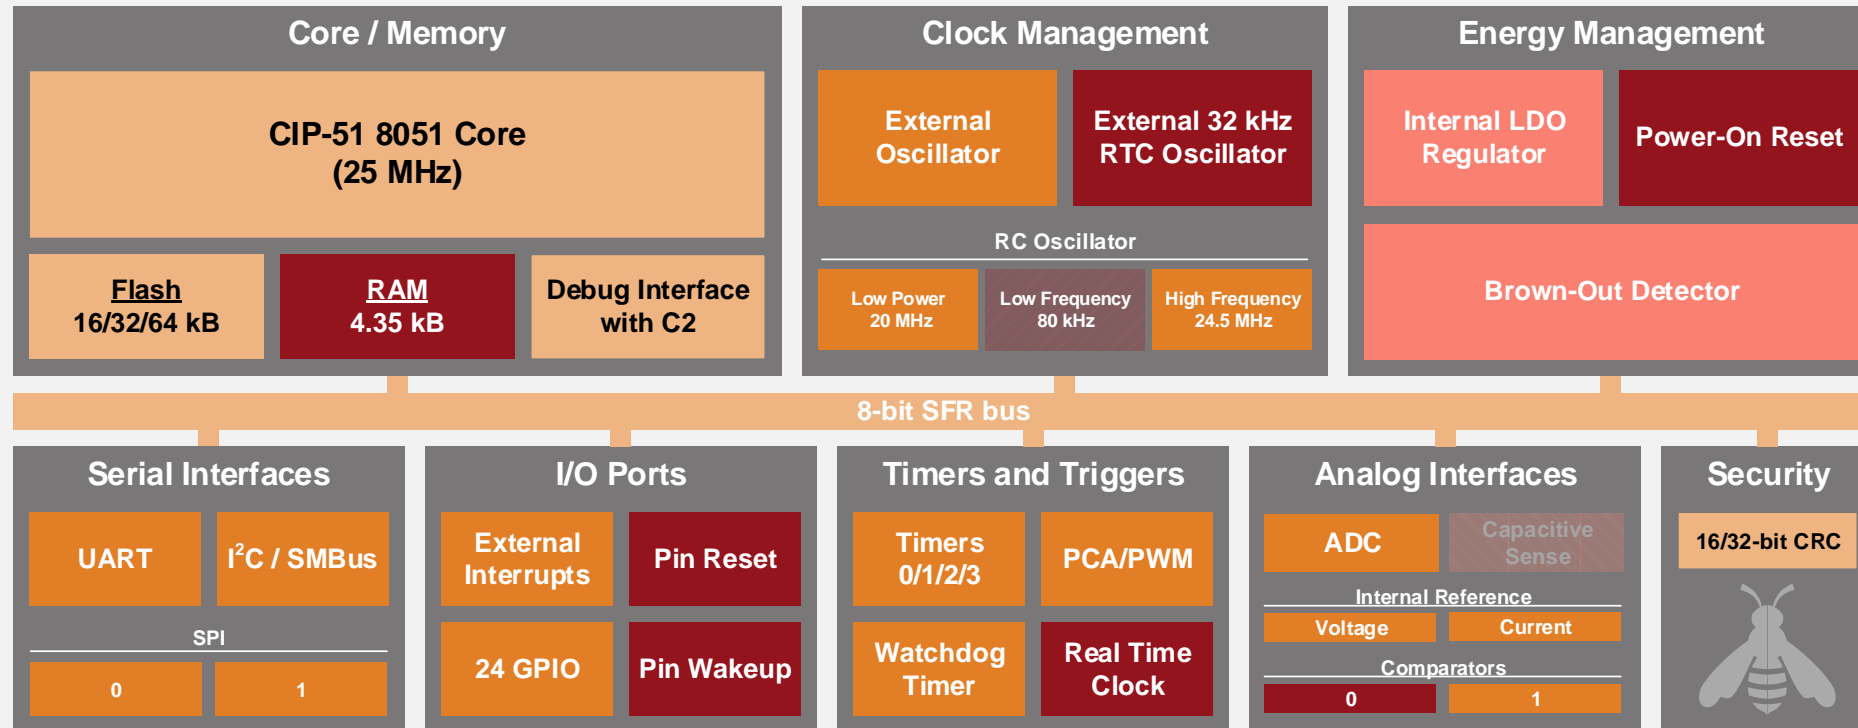 Core / Memory
CIP-51 8051 Core
(25 MHz)
Flash
16/32/64 kB
RAM
4.35 kB
Debug Interface
with C2
Clock Management
External
Oscillator
External 32 kHz
RTC Oscillator
RC Oscillator
Low Power
20 MHz
Low Frequency
80 kHz
High Frequency
24.5 MHz
Energy Management
Internal LDO
Regulator
Power-On Reset
Brown-Out Detector
8-bit SFR bus
Serial Interfaces
UART
I²C / SMBus
SPI
0
1
I/O Ports
External
Interrupts
Pin Reset
24 GPIO
Pin Wakeup
Timers and Triggers
Timers
0/1/2/3
PCA/PWM
Watchdog
Timer
Real Time
Clock
Analog Interfaces
ADC
Capacitive
Sense
Internal Reference
Voltage
Current
Comparators
0
1
Security
16/32-bit CRC